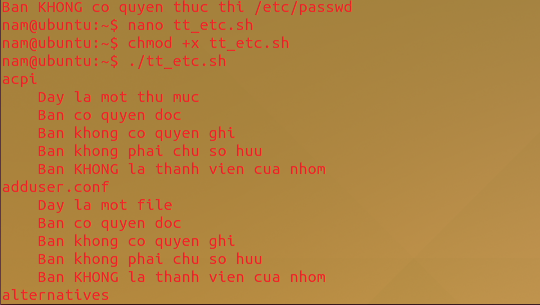 Ban KHONG co quyen thuc thi /etc/passwd
nam@ubuntu:~$ nano tt_etc.sh
nam@ubuntu:~$ chmod +x tt_etc.sh
nam@ubuntu:~$ ./tt_etc.sh
acpi
    Day la mot thu muc
    Ban co quyen doc
    Ban khong co quyen ghi
    Ban khong phai chu so huu
    Ban KHONG la thanh vien cua nhom
adduser.conf
    Day la mot file
    Ban co quyen doc
    Ban khong co quyen ghi
    Ban khong phai chu so huu
    Ban KHONG la thanh vien cua nhom
alternatives